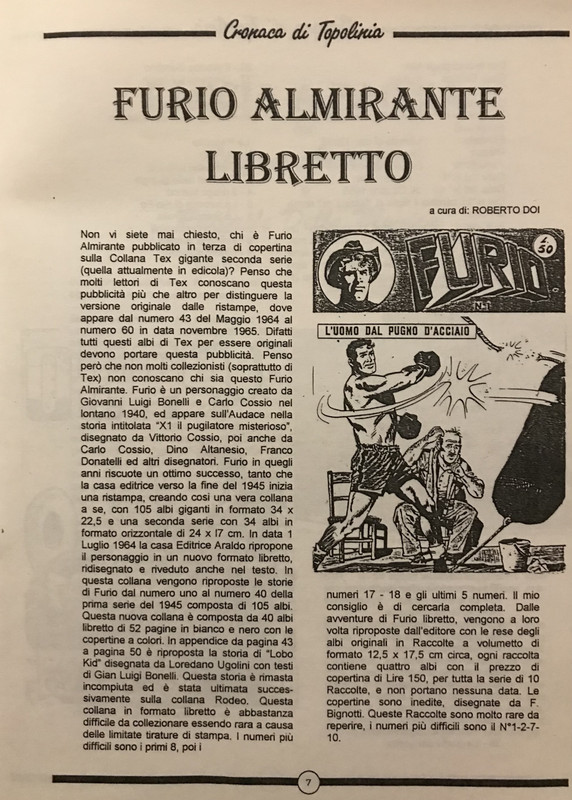 Cronaca di Topolinia
FURIO ALMIRANTE
LIBRETTO
a cura di: ROBERTO DOI
Non vi siete mai chiesto, chi è Furio
Almirante pubblicato in terza di copertina
sulla Collana Tex gigante seconda serie
(quella attualmente in edicola)? Penso che
molti lettori di Tex conoscano questa
pubblicità più che altro per distinguere la
versione originale dalle ristampe, dove
appare dal numero 43 del Maggio 1964 al
numero 60 in data novembre 1965. Difatti
tutti questi albi di Tex per essere originali
devono portare questa pubblicità. Penso
però che non molti collezionisti (soprattutto di
Tex) non conoscano chi sia questo Furio
Almirante. Furio è un personaggio creato da
Giovanni Luigi Bonelli e Carlo Cossio nel
lontano 1940, ed appare sull'Audace nella
storia intitolata "X1 il pugilatore misterioso",
disegnato da Vittorio Cossio, poi anche da
Carlo Cossio, Dino Altanesio, Franco
Donatelli ed altri disegnatori. Furio in quegli
anni riscuote un ottimo successo, tanto che
la casa editrice verso la fine del 1945 inizia
una ristampa, creando cosi una vera collana
a se, con 105 albi giganti in formato 34 x
22,5 e una seconda serie con 34 albi in
formato orizzontale di 24 x l7 cm. In data 1
Luglio 1964 la casa Editrice Araldo ripropone
il personaggio in un nuovo formato libretto,
ridisegnato e riveduto anche nel testo. In
questa collana vengono riproposte le storie
di Furio dal numero uno al numero 40 della
prima serie del 1945 composta di 105 albi.
Questa nuova collana è composta da 40 albi
libretto di 52 pagine in bianco e nero con le
copertine a colori. In appendice da pagina 43
a pagina 50 è riproposta la storia di "Lobo
Kid" disegnata da Loredano Ugolini con testi
di Gian Luigi Bonelli. Questa storia è rimasta
incompiuta ed è stata ultimata succes-
sivamente sulla collana Rodeo. Questa
collana in formato libretto è abbastanza
difficile da collezionare essendo rara a causa
delle limitate tirature di stampa. I numeri più
difficili sono i primi 8, poi i
FURIO
L. 50
N.1
L'UOMO DAL PUGNO D'ACCIAIO
numeri 17 - 18 e gli ultimi 5 numeri. Il mio
consiglio è di cercarla completa. Dalle
avventure di Furio libretto, vengono a loro
volta riproposte dall'editore con le rese degli
albi originali in Raccolte a volumetto di
formato 12,5 x 17,5 cm circa, ogni raccolta
contiene quattro albi con il prezzo di
copertina di Lire 150, per tutta la serie di 10
Raccolte, e non portano nessuna data. Le
copertine sono inedite, disegnate da F.
Bignotti. Queste Raccolte sono molto rare da
reperire, i numeri più difficili sono il N°1-2-7-
10.
7